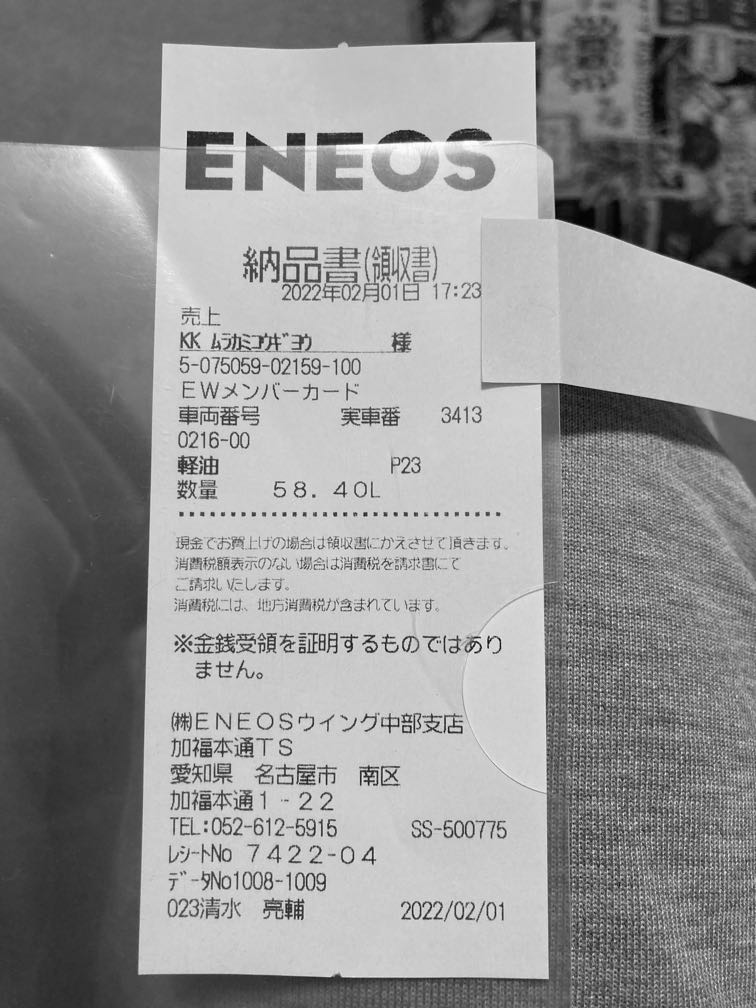 ENEOS
納品書(領収書)
2022年02月01日 17:23
売上
KK ﾑﾗｶﾐｺｳｷﾞﾖｳ 様
5-075059-02159-100
ＥＷメンバーカード
車両番号 実車番 3413
0216-00
軽油 P23
数量 ５８．４０L
現金でお買上げの場合は領収書にかえさせて頂きます。
消費税額表示のない場合は消費税を請求書にて
ご請求いたします。
消費税には、地方消費税が含まれています。
※金銭受領を証明するものではあり
ません。
㈱ＥＮＥＯＳウイング中部支店
加福本通ＴＳ
愛知県 名古屋市 南区
加福本通１-２２
TEL:052-612-5915 SS-500775
ﾚｼｰﾄNo ７４２２-０４
ﾃﾞｰﾀNo1008-1009
023清水 亮輔 2022/02/01